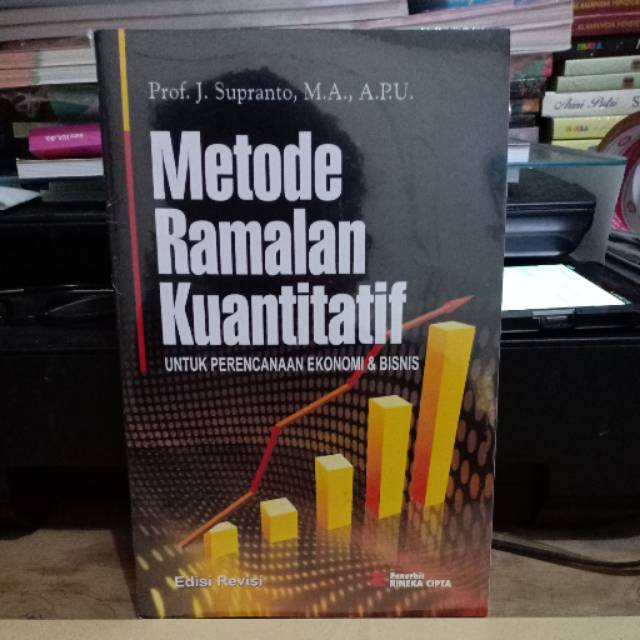 Prof. J. Supranto, M.A., A.P.U.
Metode
Ramalan
Kuantitatif
UNTUK PERENCANAAN EKONOMI & BISNIS
Edisi Revisi
Penerbit
RINEKA CIPTA